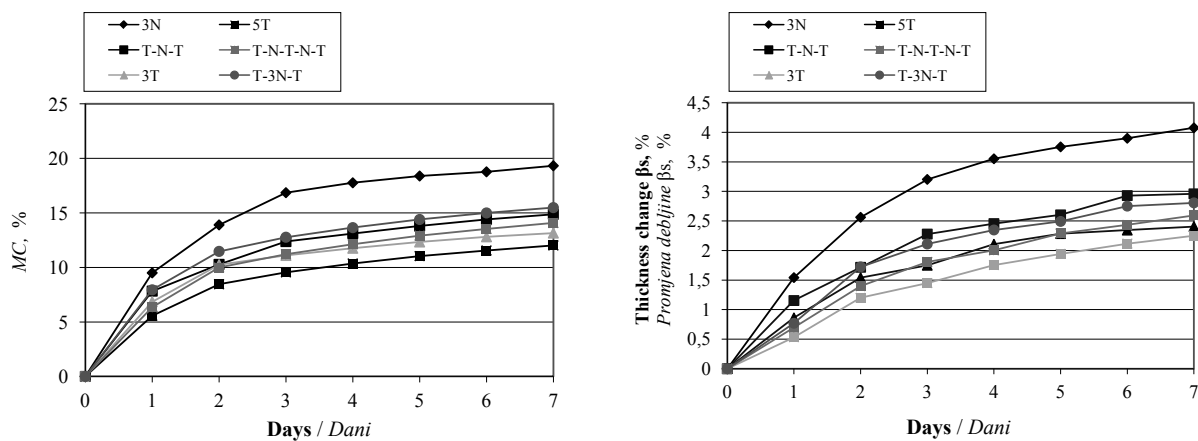 3N 5T
T-N-T T-N-T-N-T
3T T-3N-T
25
20
15
10
5
0
MC, %
0 1 2 3 4 5 6 7
Days / Dani
3N 5T
T-N-T T-N-T-N-T
3T T-3N-T
4,5
4
3,5
3
2,5
2
1,5
1
0,5
0
Thickness change βs, %
Promjena debljine βs, %
0 1 2 3 4 5 6 7
Days / Dani